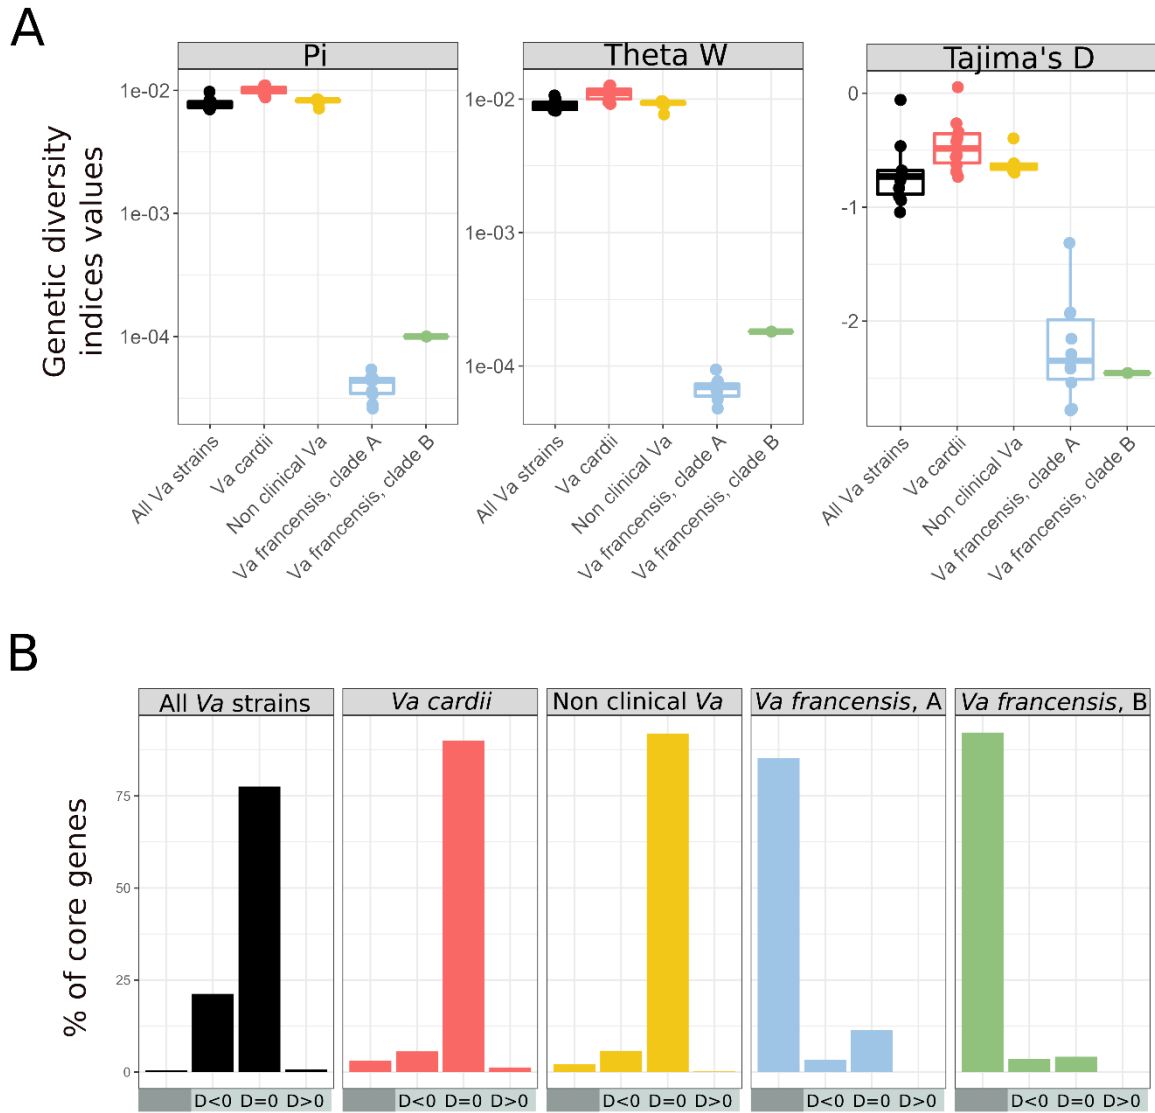 A
Pi
Theta W
Tajima's D
Genetic diversity
indices values
1e-02
1e-03
1e-04
1e-02
1e-03
1e-04
0
-1
-2
All Va strains
Va cardii
Non clinical Va
Va francensis, clade A
Va francensis, clade B
All Va strains
Va cardii
Non clinical Va
Va francensis, clade A
Va francensis, clade B
All Va strains
Va cardii
Non clinical Va
Va francensis, clade A
Va francensis, clade B
B
All Va strains
Va cardii
Non clinical Va
Va francensis, A
Va francensis, B
% of core genes
75
50
25
0
D<0 D=0 D>0
D<0 D=0 D>0
D<0 D=0 D>0
D<0 D=0 D>0
D<0 D=0 D>0